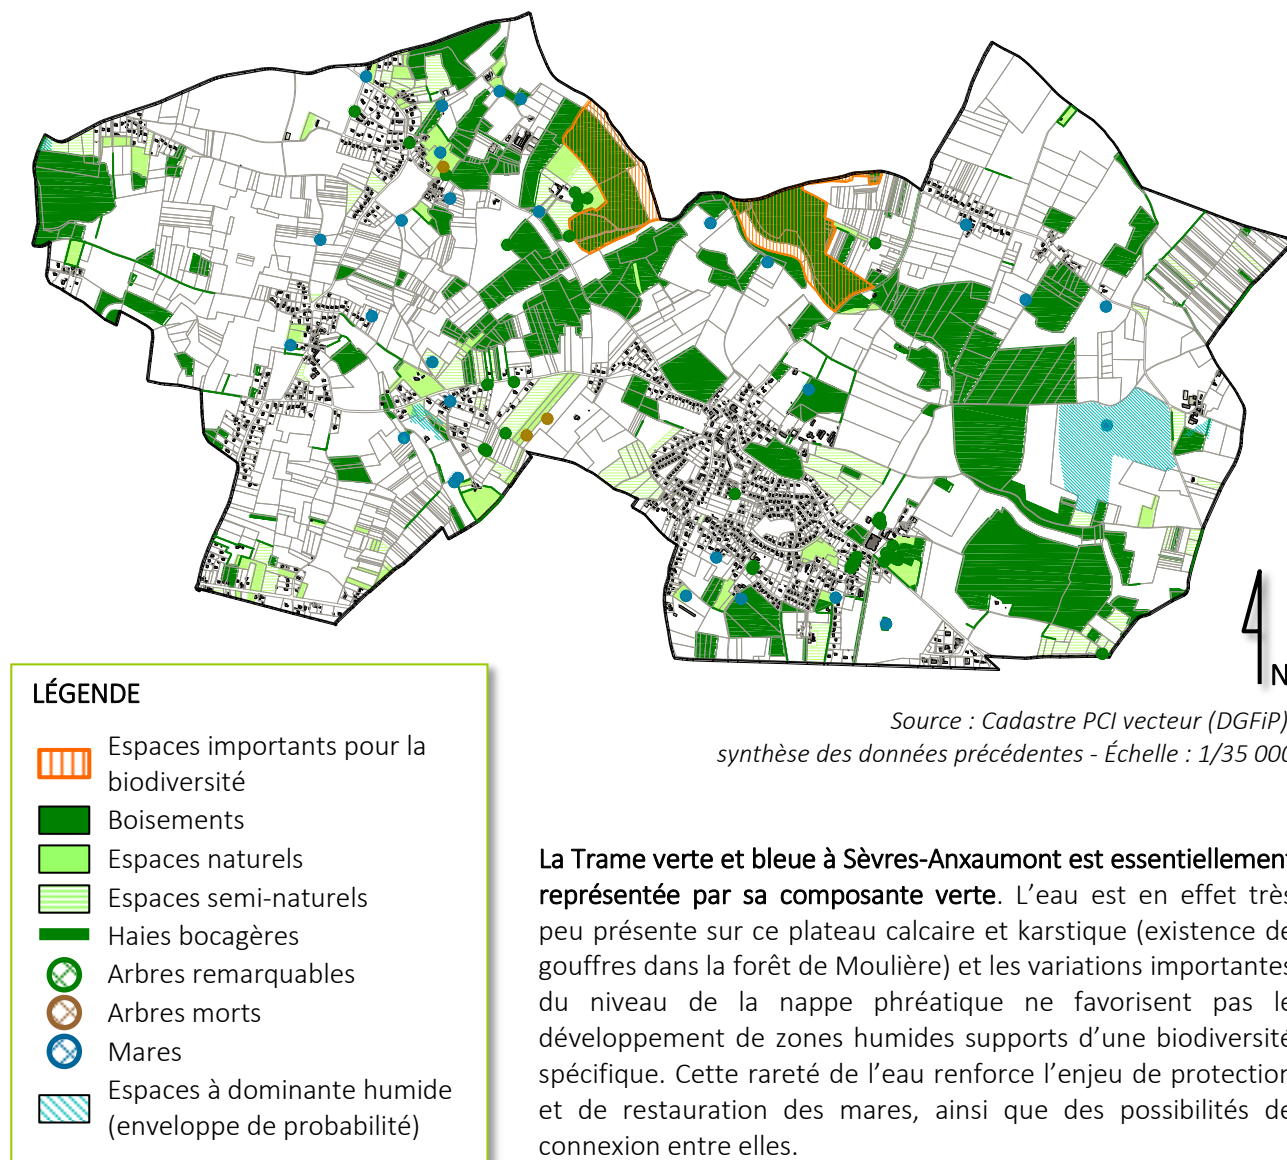 N
Source : Cadastre PCI vecteur (DGFiP)
synthèse des données précédentes - Échelle : 1/35 000
LÉGENDE
Espaces importants pour la
biodiversité
Boisements
Espaces naturels
Espaces semi-naturels
Haies bocagères
Arbres remarquables
Arbres morts
Mares
Espaces à dominante humide
(enveloppe de probabilité)
La Trame verte et bleue à Sèvres-Anxaumont est essentiellement
représentée par sa composante verte. L’eau est en effet très
peu présente sur ce plateau calcaire et karstique (existence de
gouffres dans la forêt de Moulière) et les variations importantes
du niveau de la nappe phréatique ne favorisent pas le
développement de zones humides supports d’une biodiversité
spécifique. Cette rareté de l’eau renforce l’enjeu de protection
et de restauration des mares, ainsi que des possibilités de
connexion entre elles.